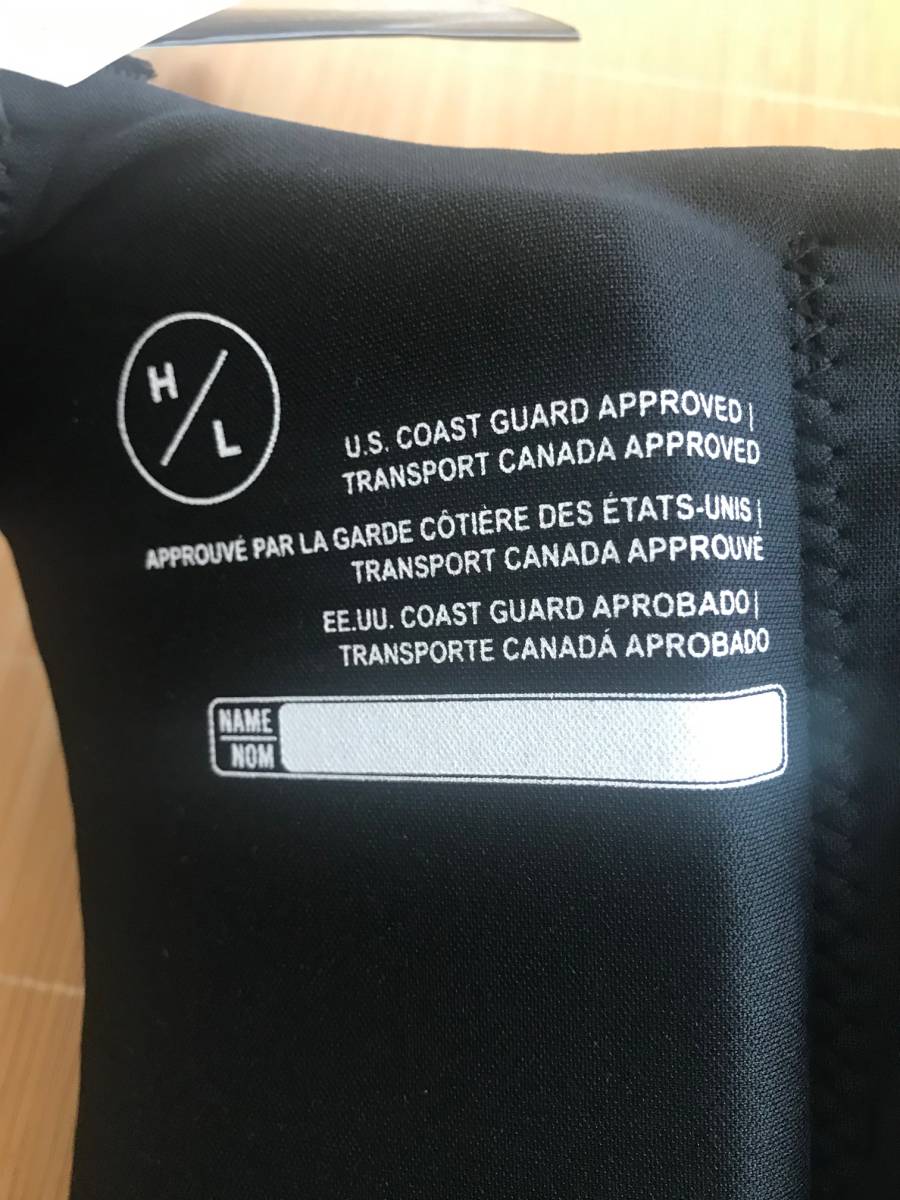 H/L
U.S. COAST GUARD APPROVED |
TRANSPORT CANADA APPROVED
APPROUVÉ PAR LA GARDE CÔTIÈRE DES ÉTATS-UNIS |
TRANSPORT CANADA APPROUVÉ
EE.UU. COAST GUARD APROBADO |
TRANSPORTE CANADÁ APROBADO
NAME
NOM